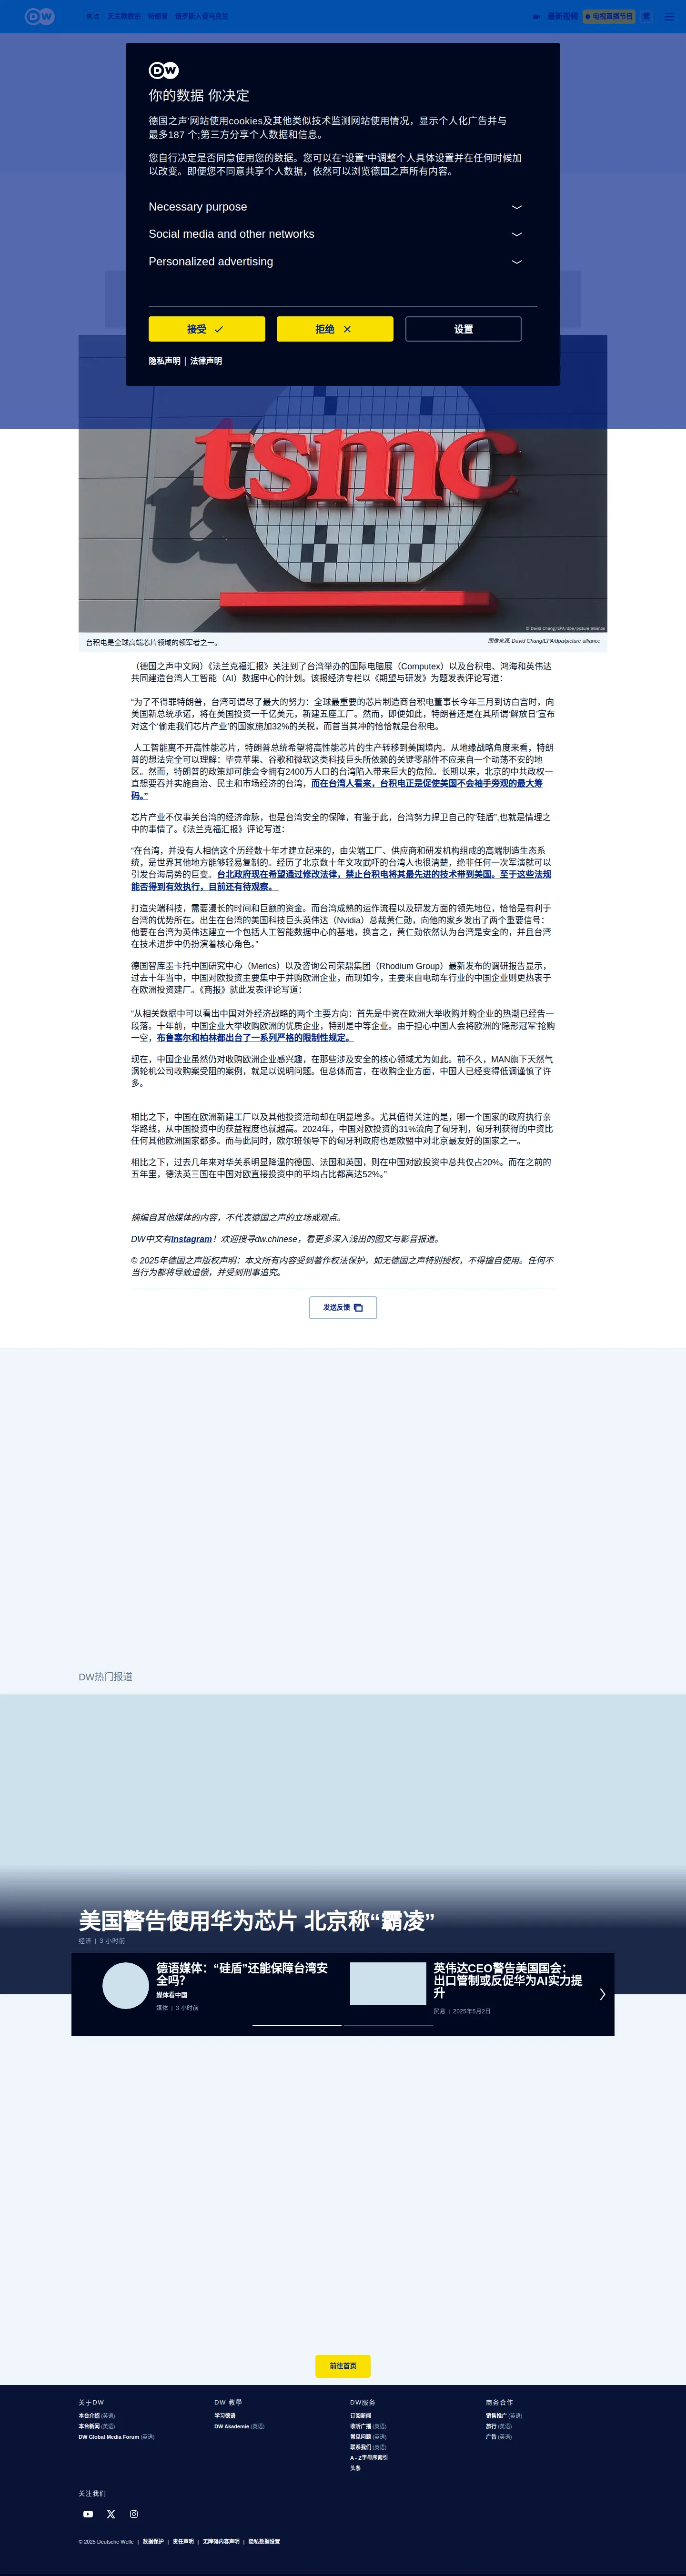 DW
焦点 天主教教宗 特朗普 俄罗斯入侵乌克兰
最新视频 电视直播节目
DW
你的数据 你决定
德国之声'网站使用cookies及其他类似技术监测网站使用情况，显示个人化广告并与
最多187 个;第三方分享个人数据和信息。
您自行决定是否同意使用您的数据。您可以在“设置”中调整个人具体设置并在任何时候加
以改变。即便您不同意共享个人数据，依然可以浏览德国之声所有内容。
Necessary purpose
Social media and other networks
Personalized advertising
接受 拒绝 设置
隐私声明 | 法律声明
tsmc
© David Chang/EPA/dpa/picture alliance
台积电是全球高端芯片领域的领军者之一。
图像来源: David Chang/EPA/dpa/picture alliance
（德国之声中文网）《法兰克福汇报》关注到了台湾举办的国际电脑展（Computex）以及台积电、鸿海和英伟达
共同建造台湾人工智能（AI）数据中心的计划。该报经济专栏以《期望与研发》为题发表评论写道：
“为了不得罪特朗普，台湾可谓尽了最大的努力：全球最重要的芯片制造商台积电董事长今年三月到访白宫时，向
美国新总统承诺，将在美国投资一千亿美元，新建五座工厂。然而，即便如此，特朗普还是在其所谓‘解放日’宣布
对这个‘偷走我们芯片产业’的国家施加32%的关税，而首当其冲的恰恰就是台积电。
人工智能离不开高性能芯片，特朗普总统希望将高性能芯片的生产转移到美国境内。从地缘战略角度来看，特朗
普的想法完全可以理解：毕竟苹果、谷歌和微软这类科技巨头所依赖的关键零部件不应来自一个动荡不安的地
区。然而，特朗普的政策却可能会令拥有2400万人口的台湾陷入带来巨大的危险。长期以来，北京的中共政权一
直想要吞并实施自治、民主和市场经济的台湾，而在台湾人看来，台积电正是促使美国不会袖手旁观的最大筹
码。”
芯片产业不仅事关台湾的经济命脉，也是台湾安全的保障，有鉴于此，台湾努力捍卫自己的“硅盾”,也就是情理之
中的事情了。《法兰克福汇报》评论写道：
“在台湾，并没有人相信这个历经数十年才建立起来的，由尖端工厂、供应商和研发机构组成的高端制造生态系
统，是世界其他地方能够轻易复制的。经历了北京数十年文攻武吓的台湾人也很清楚，绝非任何一次军演就可以
引发台海局势的巨变。台北政府现在希望通过修改法律，禁止台积电将其最先进的技术带到美国。至于这些法规
能否得到有效执行，目前还有待观察。
打造尖端科技，需要漫长的时间和巨额的资金。而台湾成熟的运作流程以及研发方面的领先地位，恰恰是有利于
台湾的优势所在。出生在台湾的美国科技巨头英伟达（Nvidia）总裁黄仁勋，向他的家乡发出了两个重要信号：
他要在台湾为英伟达建立一个包括人工智能数据中心的基地，换言之，黄仁勋依然认为台湾是安全的，并且台湾
在技术进步中仍扮演着核心角色。”
德国智库墨卡托中国研究中心（Merics）以及咨询公司荣鼎集团（Rhodium Group）最新发布的调研报告显示，
过去十年当中，中国对欧投资主要集中于并购欧洲企业，而现如今，主要来自电动车行业的中国企业则更热衷于
在欧洲投资建厂。《商报》就此发表评论写道：
“从相关数据中可以看出中国对外经济战略的两个主要方向：首先是中资在欧洲大举收购并购企业的热潮已经告一
段落。十年前，中国企业大举收购欧洲的优质企业，特别是中等企业。由于担心中国人会将欧洲的‘隐形冠军’抢购
一空，布鲁塞尔和柏林都出台了一系列严格的限制性规定。
现在，中国企业虽然仍对收购欧洲企业感兴趣，在那些涉及安全的核心领域尤为如此。前不久，MAN旗下天然气
涡轮机公司收购案受阻的案例，就足以说明问题。但总体而言，在收购企业方面，中国人已经变得低调谨慎了许
多。
相比之下，中国在欧洲新建工厂以及其他投资活动却在明显增多。尤其值得关注的是，哪一个国家的政府执行亲
华路线，从中国投资中的获益程度也就越高。2024年，中国对欧投资的31%流向了匈牙利，匈牙利获得的中资比
任何其他欧洲国家都多。而与此同时，欧尔班领导下的匈牙利政府也是欧盟中对北京最友好的国家之一。
相比之下，过去几年来对华关系明显降温的德国、法国和英国，则在中国对欧投资中总共仅占20%。而在之前的
五年里，德法英三国在中国对欧直接投资中的平均占比都高达52%。”
摘编自其他媒体的内容，不代表德国之声的立场或观点。
DW中文有Instagram！欢迎搜寻dw.chinese，看更多深入浅出的图文与影音报道。
© 2025年德国之声版权声明：本文所有内容受到著作权法保护，如无德国之声特别授权，不得擅自使用。任何不
当行为都将导致追偿，并受到刑事追究。
发送反馈
DW热门报道
美国警告使用华为芯片 北京称“霸凌”
经济 | 3 小时前
德语媒体：“硅盾”还能保障台湾安
全吗？
媒体看中国
媒体 | 3 小时前
英伟达CEO警告美国国会：
出口管制或反促华为AI实力提
升
贸易 | 2025年5月2日
前往首页
关于DW
本台介绍 (英语)
本台新闻 (英语)
DW Global Media Forum (英语)
DW 教學
学习德语
DW Akademie (英语)
DW服务
订阅新闻
收听广播 (英语)
常见问题 (英语)
联系我们 (英语)
A - Z字母序索引
头条
商务合作
销售推广 (英语)
旅行 (英语)
广告 (英语)
关注我们
© 2025 Deutsche Welle | 数据保护 | 责任声明 | 无障碍内容声明 | 隐私数据设置